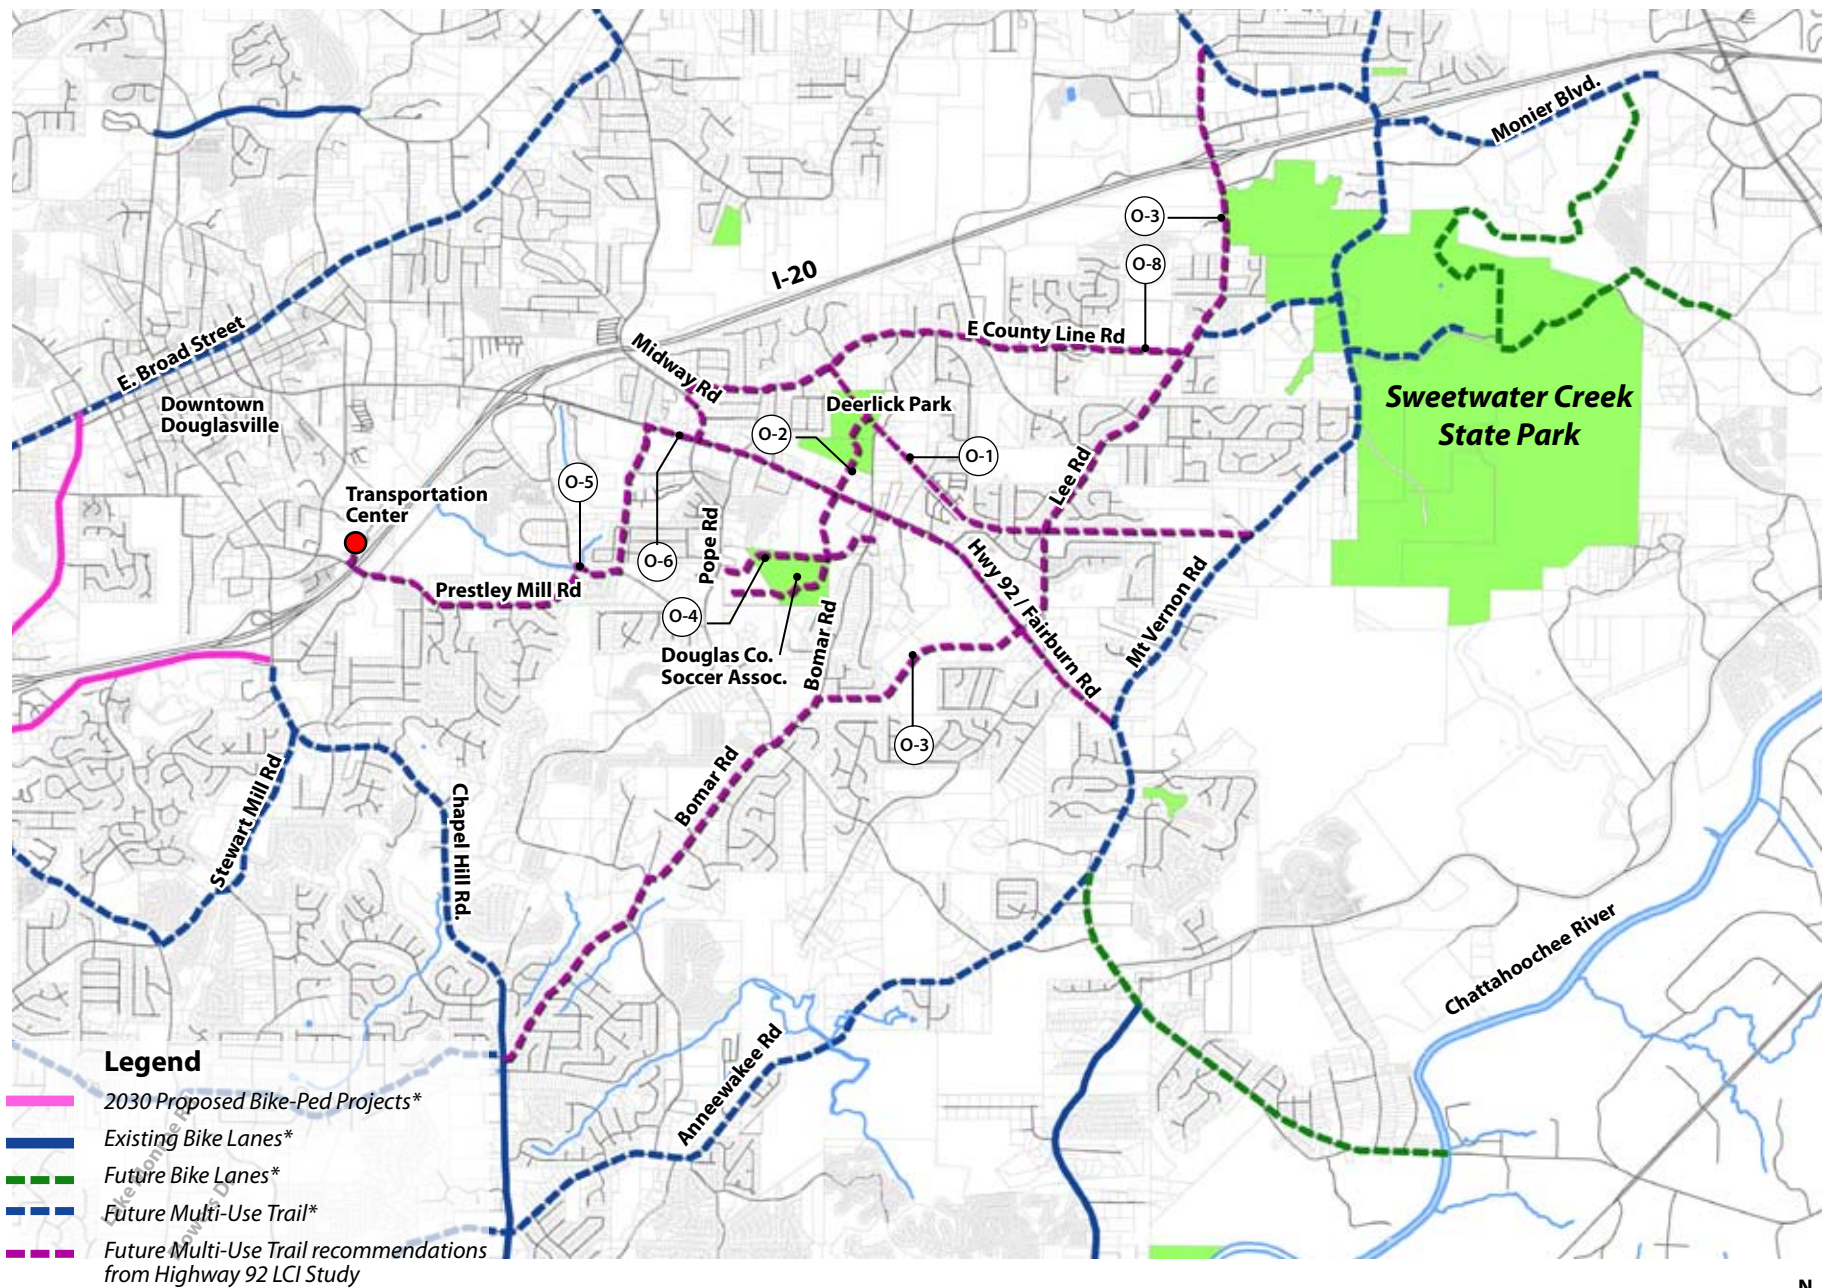 Monier Blvd.
O-3
O-8
I-20
E County Line Rd
E. Broad Street
Midway Rd
Downtown
Douglasville
Deerlick Park
Sweetwater Creek
State Park
O-2
O-1
O-5
Lee Rd
Transportation
Center
Pope Rd
O-6
Hwy 92 / Fairburn Rd
Prestley Mill Rd
Mt Vernon Rd
O-4
Bomar Rd
Douglas Co.
Soccer Assoc.
O-3
Bomar Rd
Stewart Mill Rd
Chapel Hill Rd.
Chattahoochee River
Anneewakee Rd
Legend
2030 Proposed Bike-Ped Projects*
Existing Bike Lanes*
Future Bike Lanes*
Future Multi-Use Trail*
Future Multi-Use Trail recommendations
from Highway 92 LCI Study
N